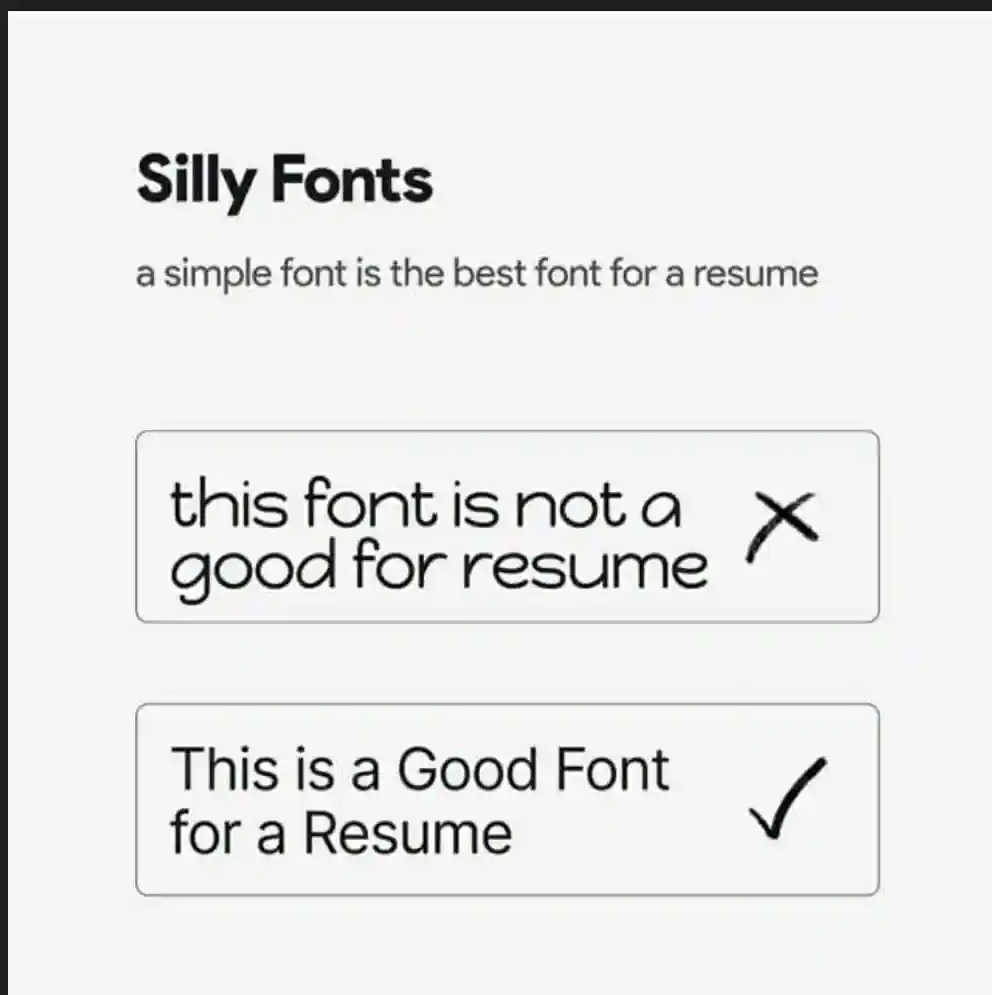 Silly Fonts
a simple font is the best font for a resume
this font is not a
good for resume
This is a Good Font
for a Resume